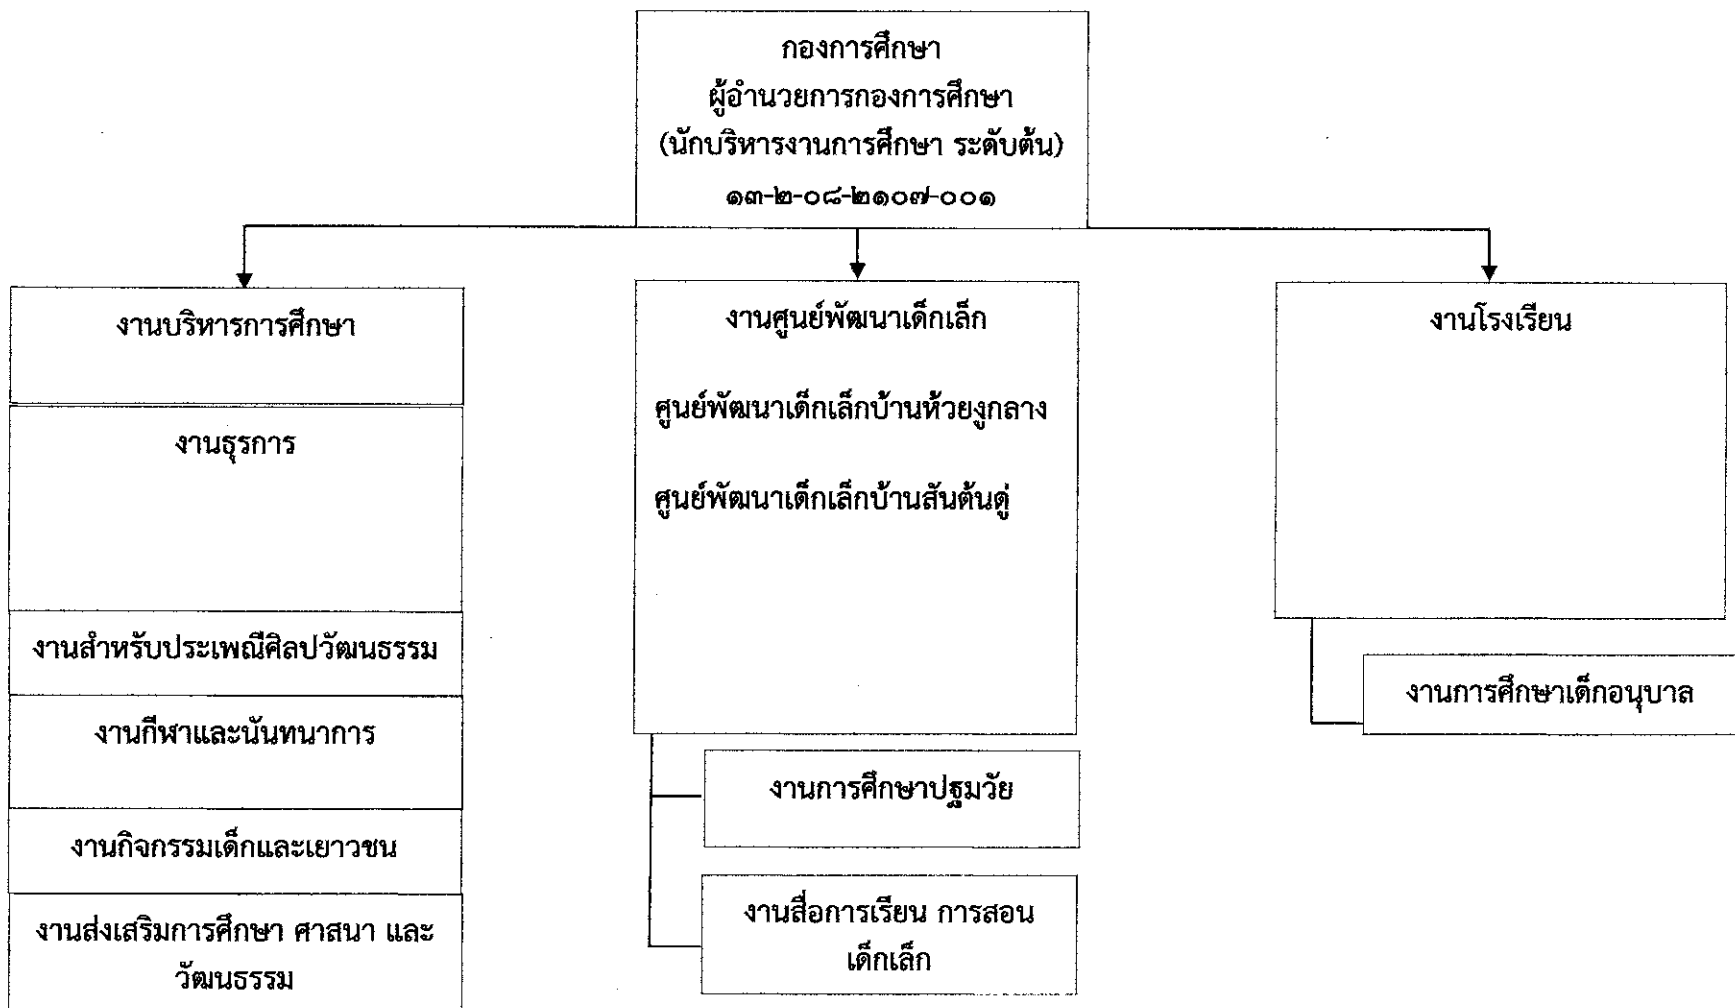 กองการศึกษา
ผู้อำนวยการกองการศึกษา
(นักบริหารงานการศึกษา ระดับต้น)
๑๓-๒-๐๘-๒๑๐๗-๐๐๑
งานบริหารการศึกษา
งานธุรการ
งานสำหรับประเพณีศิลปวัฒนธรรม
งานกีฬาและนันทนาการ
งานกิจกรรมเด็กและเยาวชน
งานส่งเสริมการศึกษา ศาสนา และ
วัฒนธรรม
งานศูนย์พัฒนาเด็กเล็ก
ศูนย์พัฒนาเด็กเล็กบ้านห้วยงูกลาง
ศูนย์พัฒนาเด็กเล็กบ้านสันต้นดู่
งานการศึกษาปฐมวัย
งานสื่อการเรียน การสอน
เด็กเล็ก
งานโรงเรียน
งานการศึกษาเด็กอนุบาล